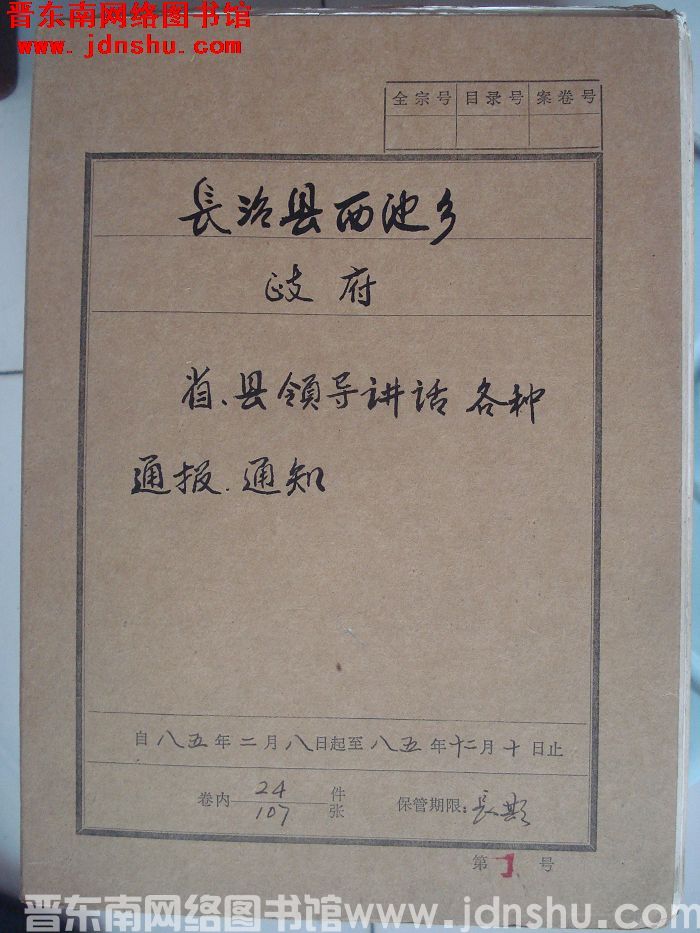 晋东南网络图书馆
www.jdnshu.com
全宗号 目录号 案卷号
長治县西池乡
政府
省、县領导讲话 各种
通报.通知
自八五年二月八日起至八五年十二月十日止
卷内 24 件 保管期限:長期
107 张
第 1 号
晋东南网络图书馆www.jdnshu.com